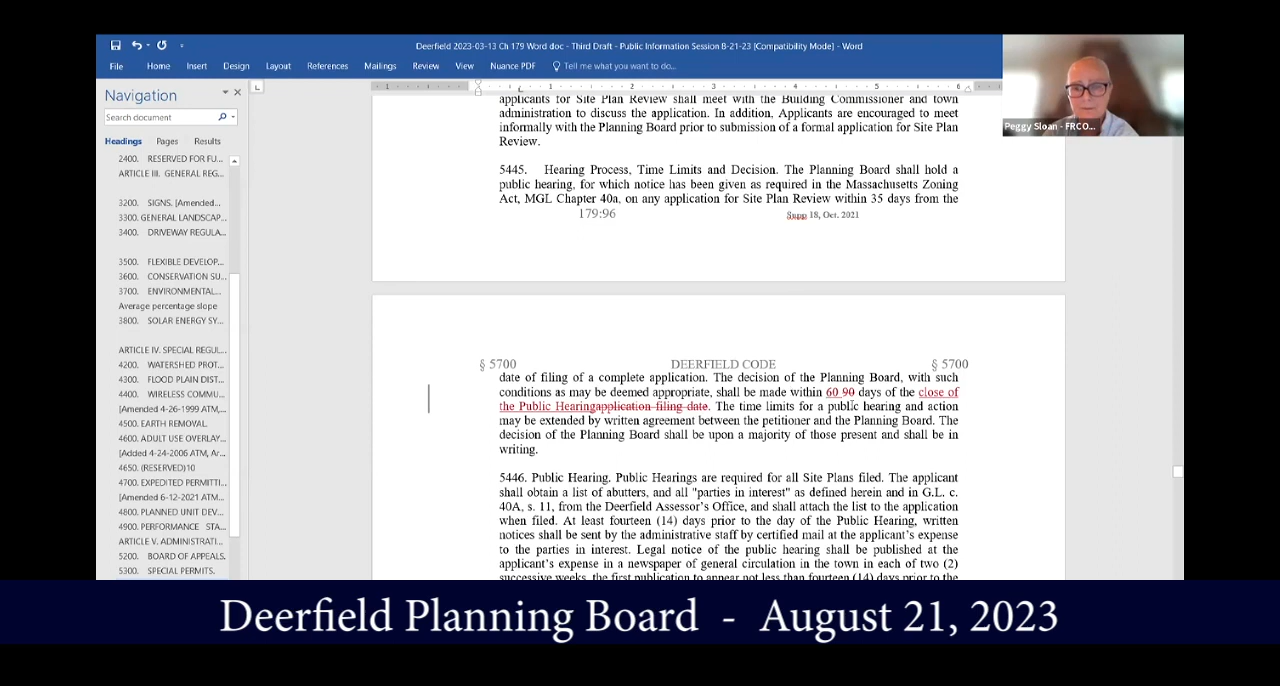 Deerfield 2023-03-13 Ch 179 Word doc - Third Draft - Public Information Session 8-21-23 [Compatibility Mode] - Word
File Home Insert Design Layout References Mailings Review View Nuance PDF Tell me what you want to do...
Peggy Sloan - FRCO...
Navigation
Search document
Headings Pages Results
2400. RESERVED FOR FU...
ARTICLE III. GENERAL REG...
3200. SIGNS. [Amended...
3300. GENERAL LANDSCAP...
3400. DRIVEWAY REGULA...
3500. FLEXIBLE DEVELOP...
3600. CONSERVATION SU...
3700. ENVIRONMENTAL...
Average percentage slope
3800. SOLAR ENERGY SY...
ARTICLE IV. SPECIAL REGUL...
4200. WATERSHED PROT...
4300. FLOOD PLAIN DIST...
4400. WIRELESS COMMU...
[Amended 4-26-1999 ATM,...
4500. EARTH REMOVAL.
4600. ADULT USE OVERLAY...
[Added 4-24-2006 ATM, Ar...
4650. (RESERVED)10
4700. EXPEDITED PERMITTI...
[Amended 6-12-2021 ATM...
4800. PLANNED UNIT DEV...
4900. PERFORMANCE STA...
ARTICLE V. ADMINISTRATI...
5200. BOARD OF APPEALS.
5300. SPECIAL PERMITS.
applicants for Site Plan Review shall meet with the Building Commissioner and town
administration to discuss the application. In addition, Applicants are encouraged to meet
informally with the Planning Board prior to submission of a formal application for Site Plan
Review.
5445. Hearing Process, Time Limits and Decision. The Planning Board shall hold a
public hearing, for which notice has been given as required in the Massachusetts Zoning
Act, MGL Chapter 40a, on any application for Site Plan Review within 35 days from the
179:96 Supp 18, Oct. 2021
§ 5700 DEERFIELD CODE § 5700
date of filing of a complete application. The decision of the Planning Board, with such
conditions as may be deemed appropriate, shall be made within 60 90 days of the close of
the Public Hearingapplication filing date. The time limits for a public hearing and action
may be extended by written agreement between the petitioner and the Planning Board. The
decision of the Planning Board shall be upon a majority of those present and shall be in
writing.
5446. Public Hearing. Public Hearings are required for all Site Plans filed. The applicant
shall obtain a list of abutters, and all "parties in interest" as defined herein and in G.L. c.
40A, s. 11, from the Deerfield Assessor's Office, and shall attach the list to the application
when filed. At least fourteen (14) days prior to the day of the Public Hearing, written
notices shall be sent by the administrative staff by certified mail at the applicant's expense
to the parties in interest. Legal notice of the public hearing shall be published at the
applicant's expense in a newspaper of general circulation in the town in each of two (2)
successive weeks, the first publication to appear not less than fourteen (14) days prior to the
Deerfield Planning Board - August 21, 2023